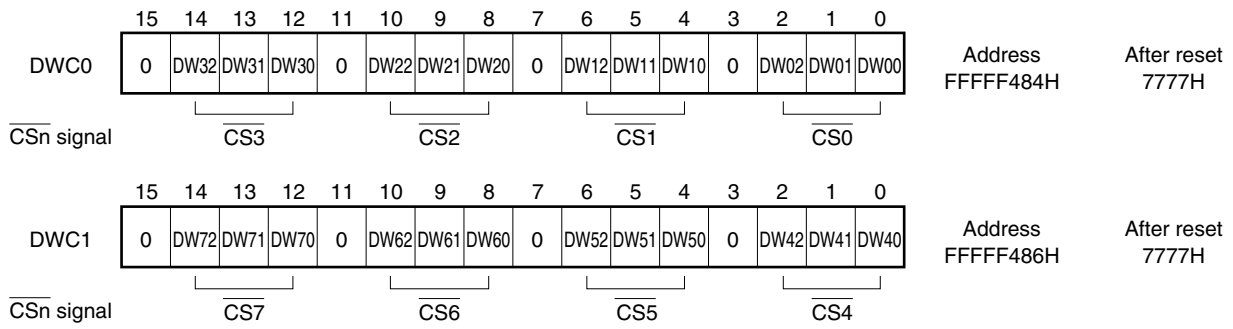 15 14 13 12 11 10 9 8 7 6 5 4 3 2 1 0
DWC0 0 DW32 DW31 DW30 0 DW22 DW21 DW20 0 DW12 DW11 DW10 0 DW02 DW01 DW00 Address FFFFF484H After reset 7777H
CSn signal CS3 CS2 CS1 CS0
15 14 13 12 11 10 9 8 7 6 5 4 3 2 1 0
DWC1 0 DW72 DW71 DW70 0 DW62 DW61 DW60 0 DW52 DW51 DW50 0 DW42 DW41 DW40 Address FFFFF486H After reset 7777H
CSn signal CS7 CS6 CS5 CS4